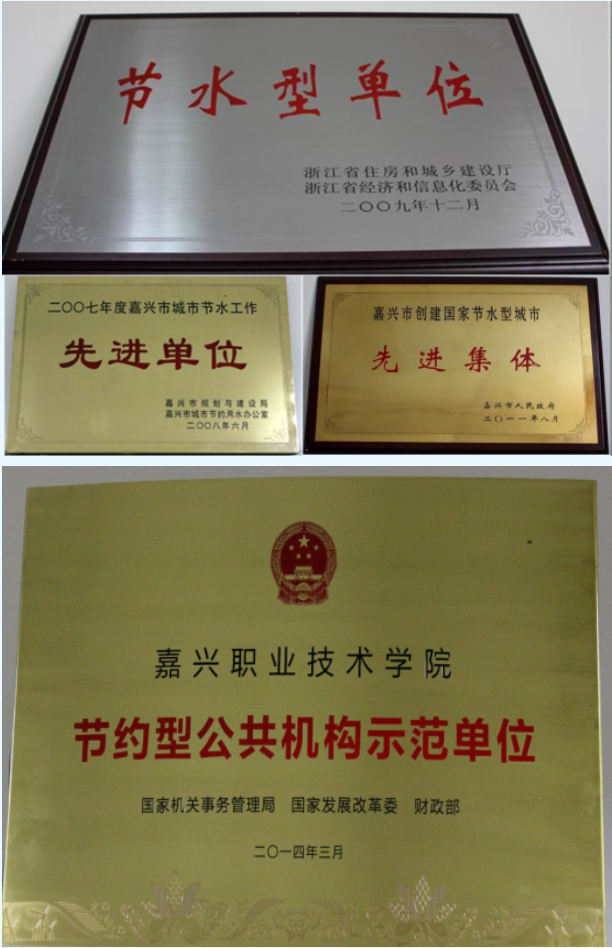 节水型单位
浙江省住房和城乡建设厅
浙江省经济和信息化委员会
二〇〇九年十二月
二〇〇七年度嘉兴市城市节水工作
先进单位
嘉兴市规划与建设局
嘉兴市城市节约用水办公室
二〇〇八年六月
嘉兴市创建国家节水型城市
先进集体
嘉兴市人民政府
二〇一一年八月
嘉兴职业技术学院
节约型公共机构示范单位
国家机关事务管理局 国家发展改革委 财政部
二〇一四年三月